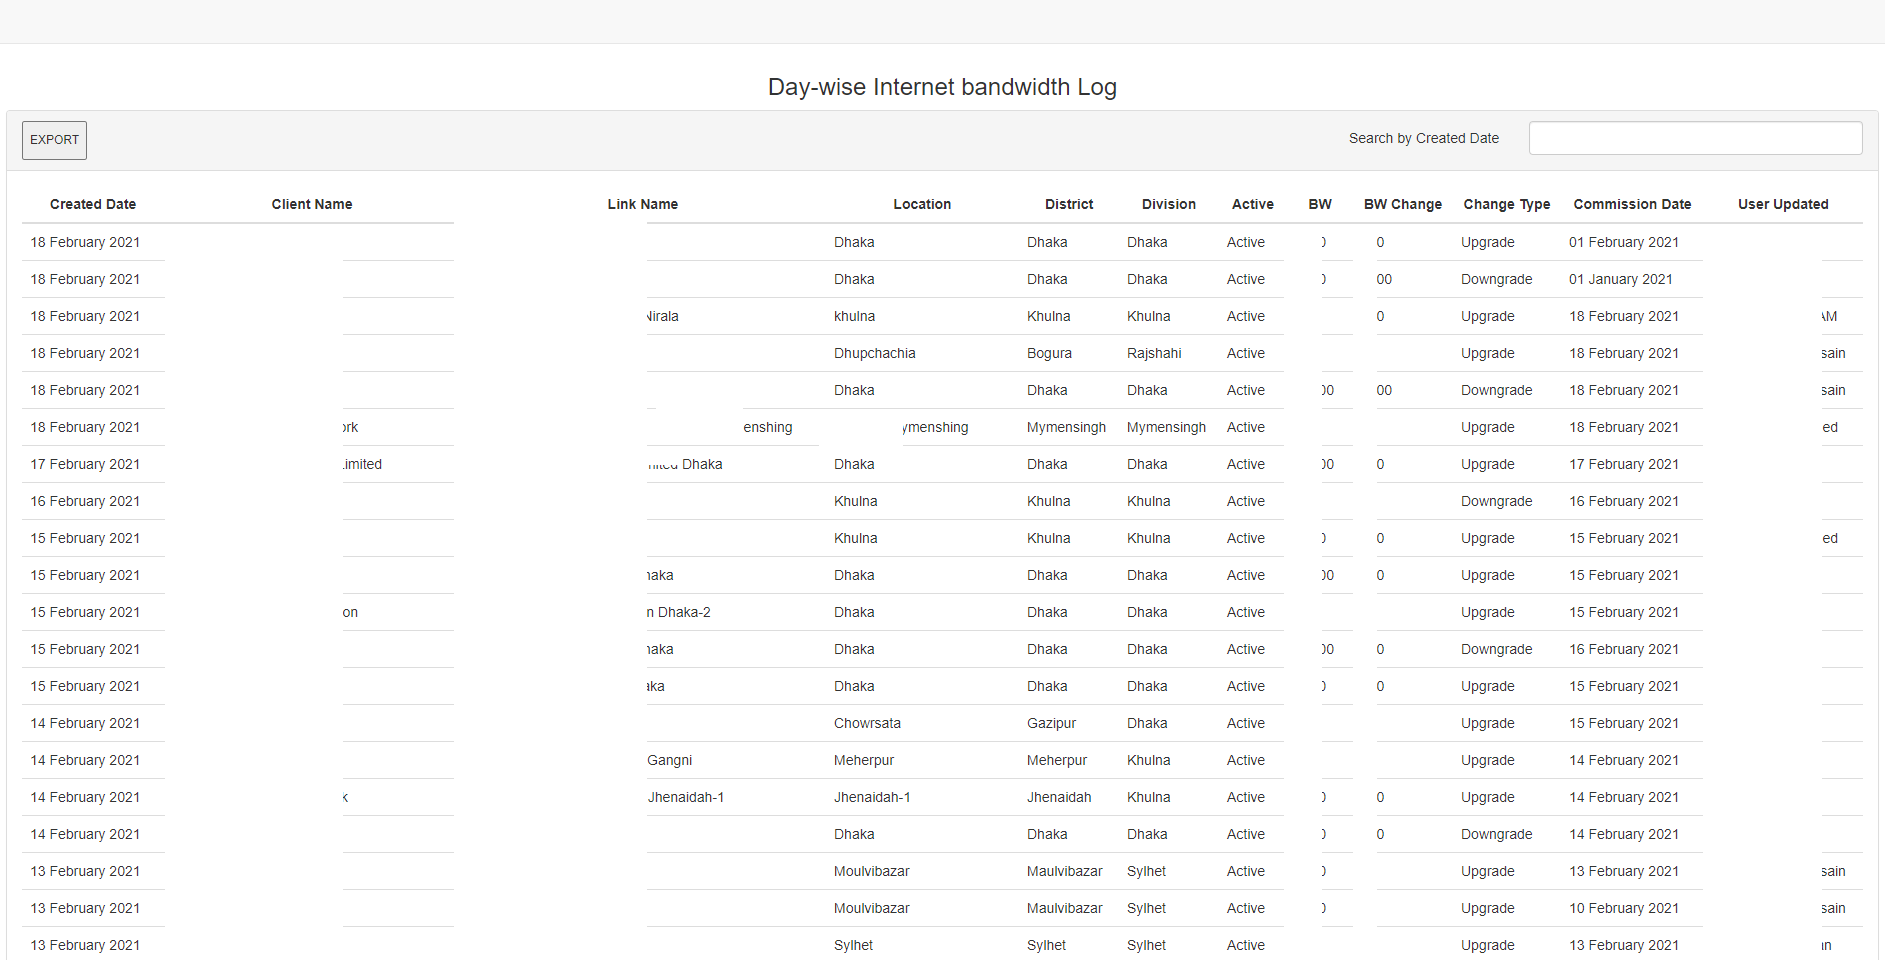 Day-wise Internet bandwidth Log
EXPORT Search by Created Date
Created Date Client Name Link Name Location District Division Active BW BW Change Change Type Commission Date User Updated
18 February 2021 Dhaka Dhaka Dhaka Active 0 Upgrade 01 February 2021
18 February 2021 Dhaka Dhaka Dhaka Active 00 Downgrade 01 January 2021
18 February 2021 Nirala khulna Khulna Khulna Active 0 Upgrade 18 February 2021
18 February 2021 Dhupchachia Bogura Rajshahi Active Upgrade 18 February 2021 sain
18 February 2021 Dhaka Dhaka Dhaka Active 00 00 Downgrade 18 February 2021 sain
18 February 2021 ork enshing ymenshing Mymensingh Mymensingh Active Upgrade 18 February 2021 ed
17 February 2021 Limited Dhaka Dhaka Dhaka Dhaka Active 00 0 Upgrade 17 February 2021
16 February 2021 Khulna Khulna Khulna Active Downgrade 16 February 2021
15 February 2021 Khulna Khulna Khulna Active 0 Upgrade 15 February 2021 ed
15 February 2021 haka Dhaka Dhaka Dhaka Active 00 0 Upgrade 15 February 2021
15 February 2021 on n Dhaka-2 Dhaka Dhaka Dhaka Active Upgrade 15 February 2021
15 February 2021 haka Dhaka Dhaka Dhaka Active 00 0 Downgrade 16 February 2021
15 February 2021 aka Dhaka Dhaka Dhaka Active 0 Upgrade 15 February 2021
14 February 2021 Chowrsata Gazipur Dhaka Active Upgrade 15 February 2021
14 February 2021 Gangni Meherpur Meherpur Khulna Active Upgrade 14 February 2021
14 February 2021 k Jhenaidah-1 Jhenaidah-1 Jhenaidah Khulna Active 0 Upgrade 14 February 2021
14 February 2021 Dhaka Dhaka Dhaka Active 0 Downgrade 14 February 2021
13 February 2021 Moulvibazar Maulvibazar Sylhet Active Upgrade 13 February 2021 sain
13 February 2021 Moulvibazar Maulvibazar Sylhet Active Upgrade 10 February 2021 sain
13 February 2021 Sylhet Sylhet Sylhet Active Upgrade 13 February 2021